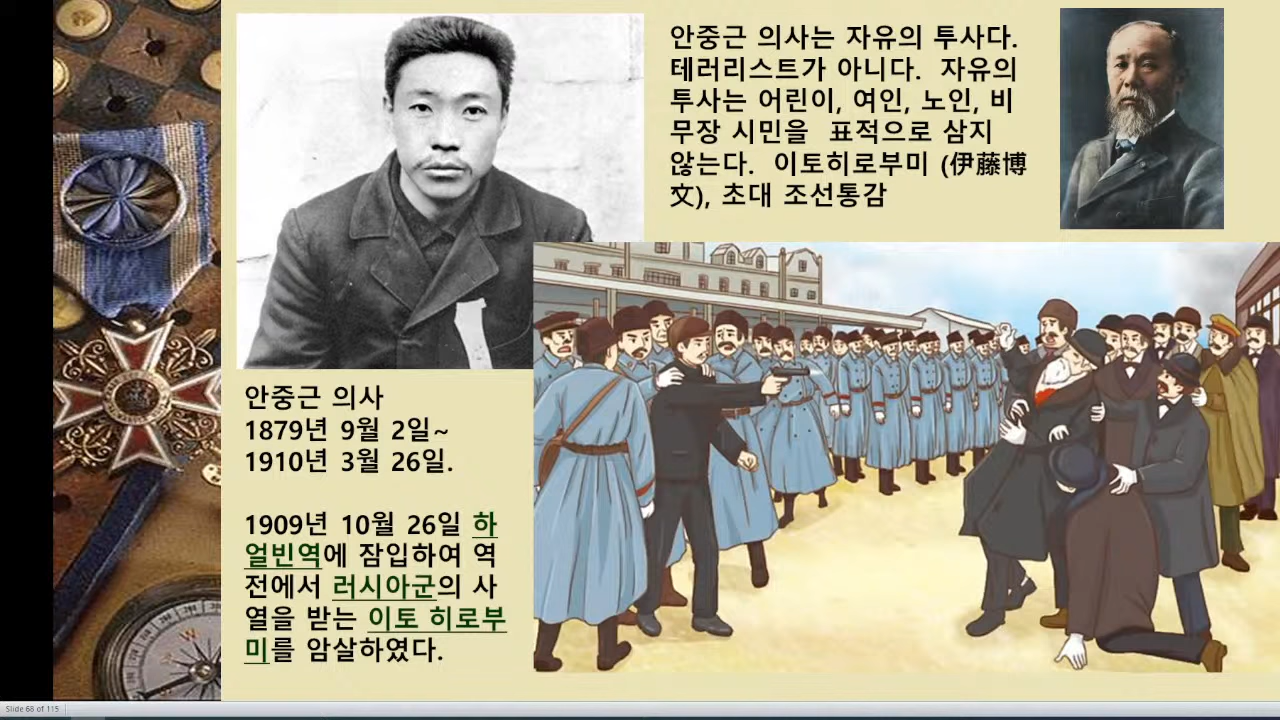 안중근 의사는 자유의 투사다.
테러리스트가 아니다.  자유의
투사는 어린이, 여인, 노인, 비
무장 시민을  표적으로 삼지
않는다.  이토히로부미 (伊藤博
文), 초대 조선통감
안중근 의사
1879년 9월 2일~
1910년 3월 26일.
1909년 10월 26일 하
얼빈역에 잠입하여 역
전에서 러시아군의 사
열을 받는 이토 히로부
미를 암살하였다.
Slide 68 of 115